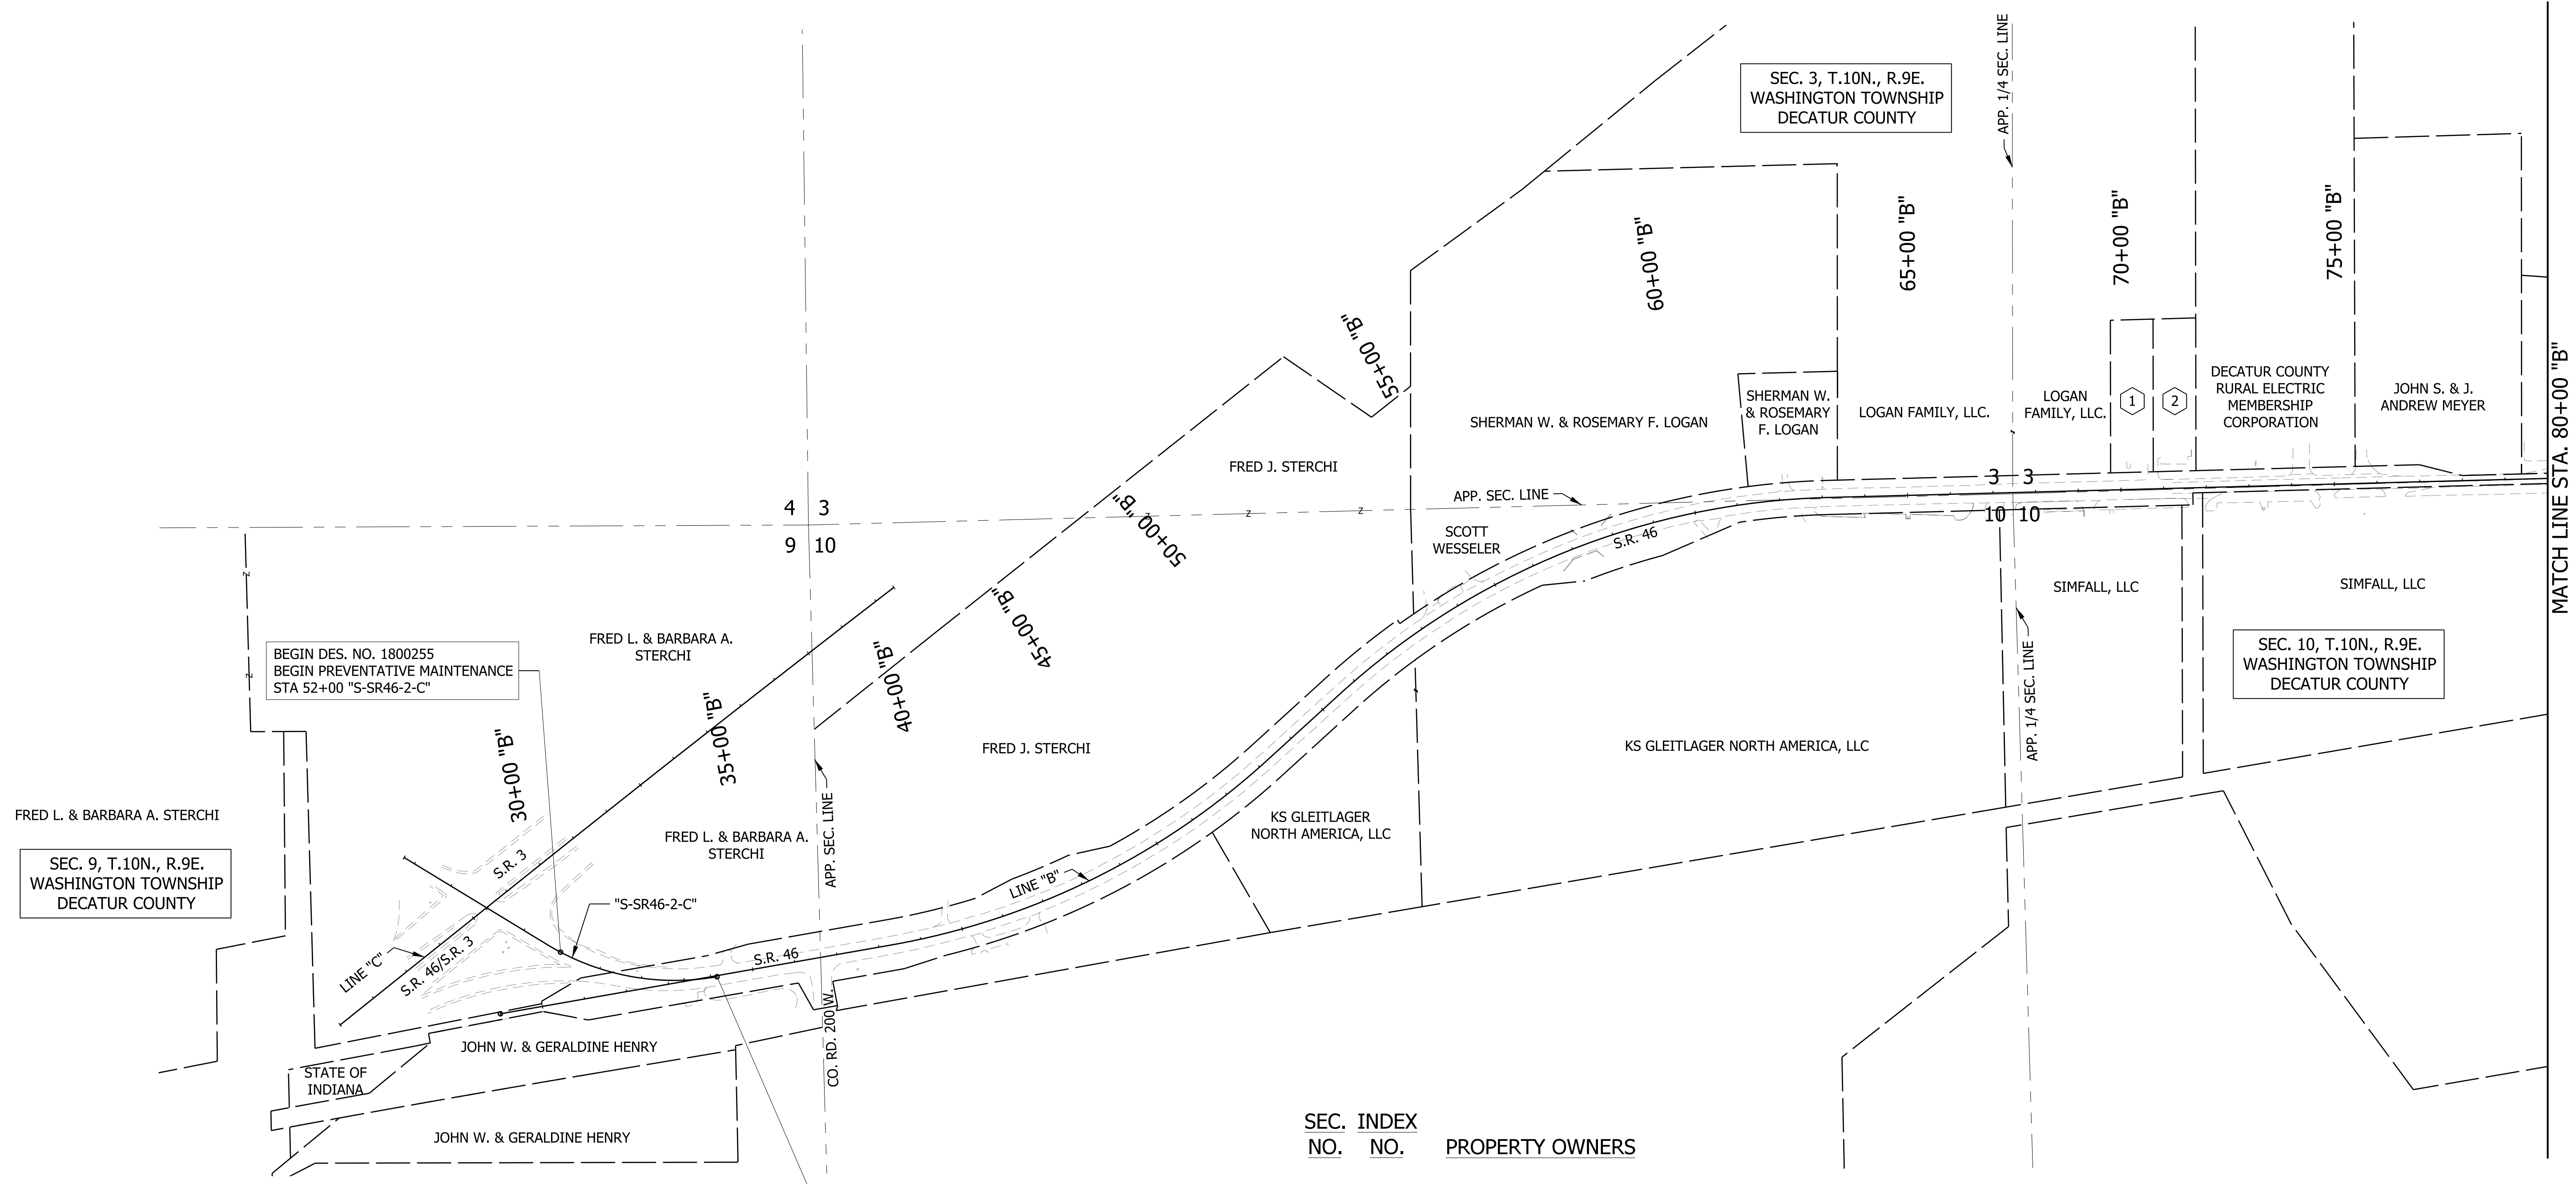 SEC. 3, T.10N., R.9E.
WASHINGTON TOWNSHIP
DECATUR COUNTY
APP. 1/4 SEC. LINE
60+00 "B"
65+00 "B"
70+00 "B"
75+00 "B"
55+00 "B"
MATCH LINE STA. 80+00 "B"
SHERMAN W. & ROSEMARY F. LOGAN
SHERMAN W.
& ROSEMARY
F. LOGAN
LOGAN FAMILY, LLC.
LOGAN
FAMILY, LLC.
1
2
DECATUR COUNTY
RURAL ELECTRIC
MEMBERSHIP
CORPORATION
JOHN S. & J.
ANDREW MEYER
FRED J. STERCHI
APP. SEC. LINE
3 3
10 10
4 3
9 10
50+00 "B"
SCOTT
WESSELER
S.R. 46
SIMFALL, LLC
SIMFALL, LLC
45+00 "B"
FRED L. & BARBARA A.
STERCHI
BEGIN DES. NO. 1800255
BEGIN PREVENTATIVE MAINTENANCE
STA 52+00 "S-SR46-2-C"
40+00 "B"
35+00 "B"
30+00 "B"
SEC. 10, T.10N., R.9E.
WASHINGTON TOWNSHIP
DECATUR COUNTY
APP. 1/4 SEC. LINE
FRED J. STERCHI
KS GLEITLAGER NORTH AMERICA, LLC
FRED L. & BARBARA A. STERCHI
FRED L. & BARBARA A.
STERCHI
APP. SEC. LINE
KS GLEITLAGER
NORTH AMERICA, LLC
SEC. 9, T.10N., R.9E.
WASHINGTON TOWNSHIP
DECATUR COUNTY
S.R. 3
LINE "B"
"S-SR46-2-C"
LINE "C"
S.R. 46/S.R. 3
S.R. 46
CO. RD. 200 W.
JOHN W. & GERALDINE HENRY
STATE OF
INDIANA
JOHN W. & GERALDINE HENRY
SEC. INDEX
NO. NO. PROPERTY OWNERS